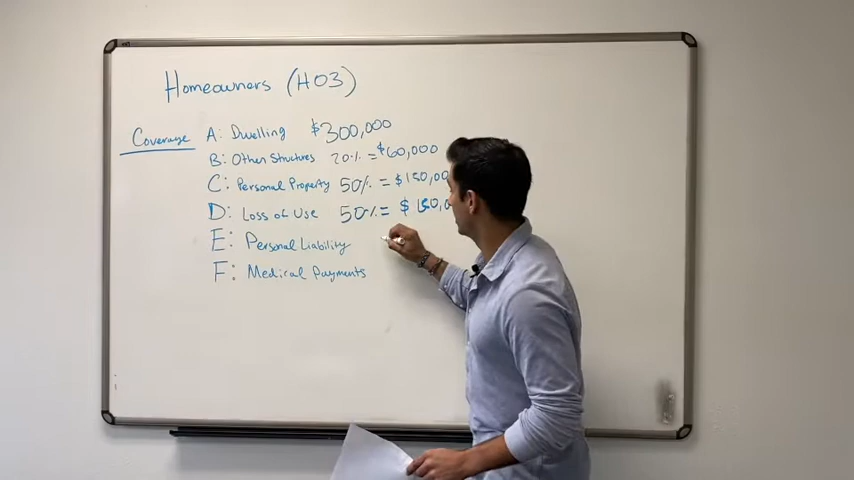 Homeowners (HO3)
Coverage A: Dwelling $300,000
B: Other Structures 20% = $60,000
C: Personal Property 50% = $150,00
D: Loss of Use 50% = $150,0
E: Personal Liability
F: Medical Payments